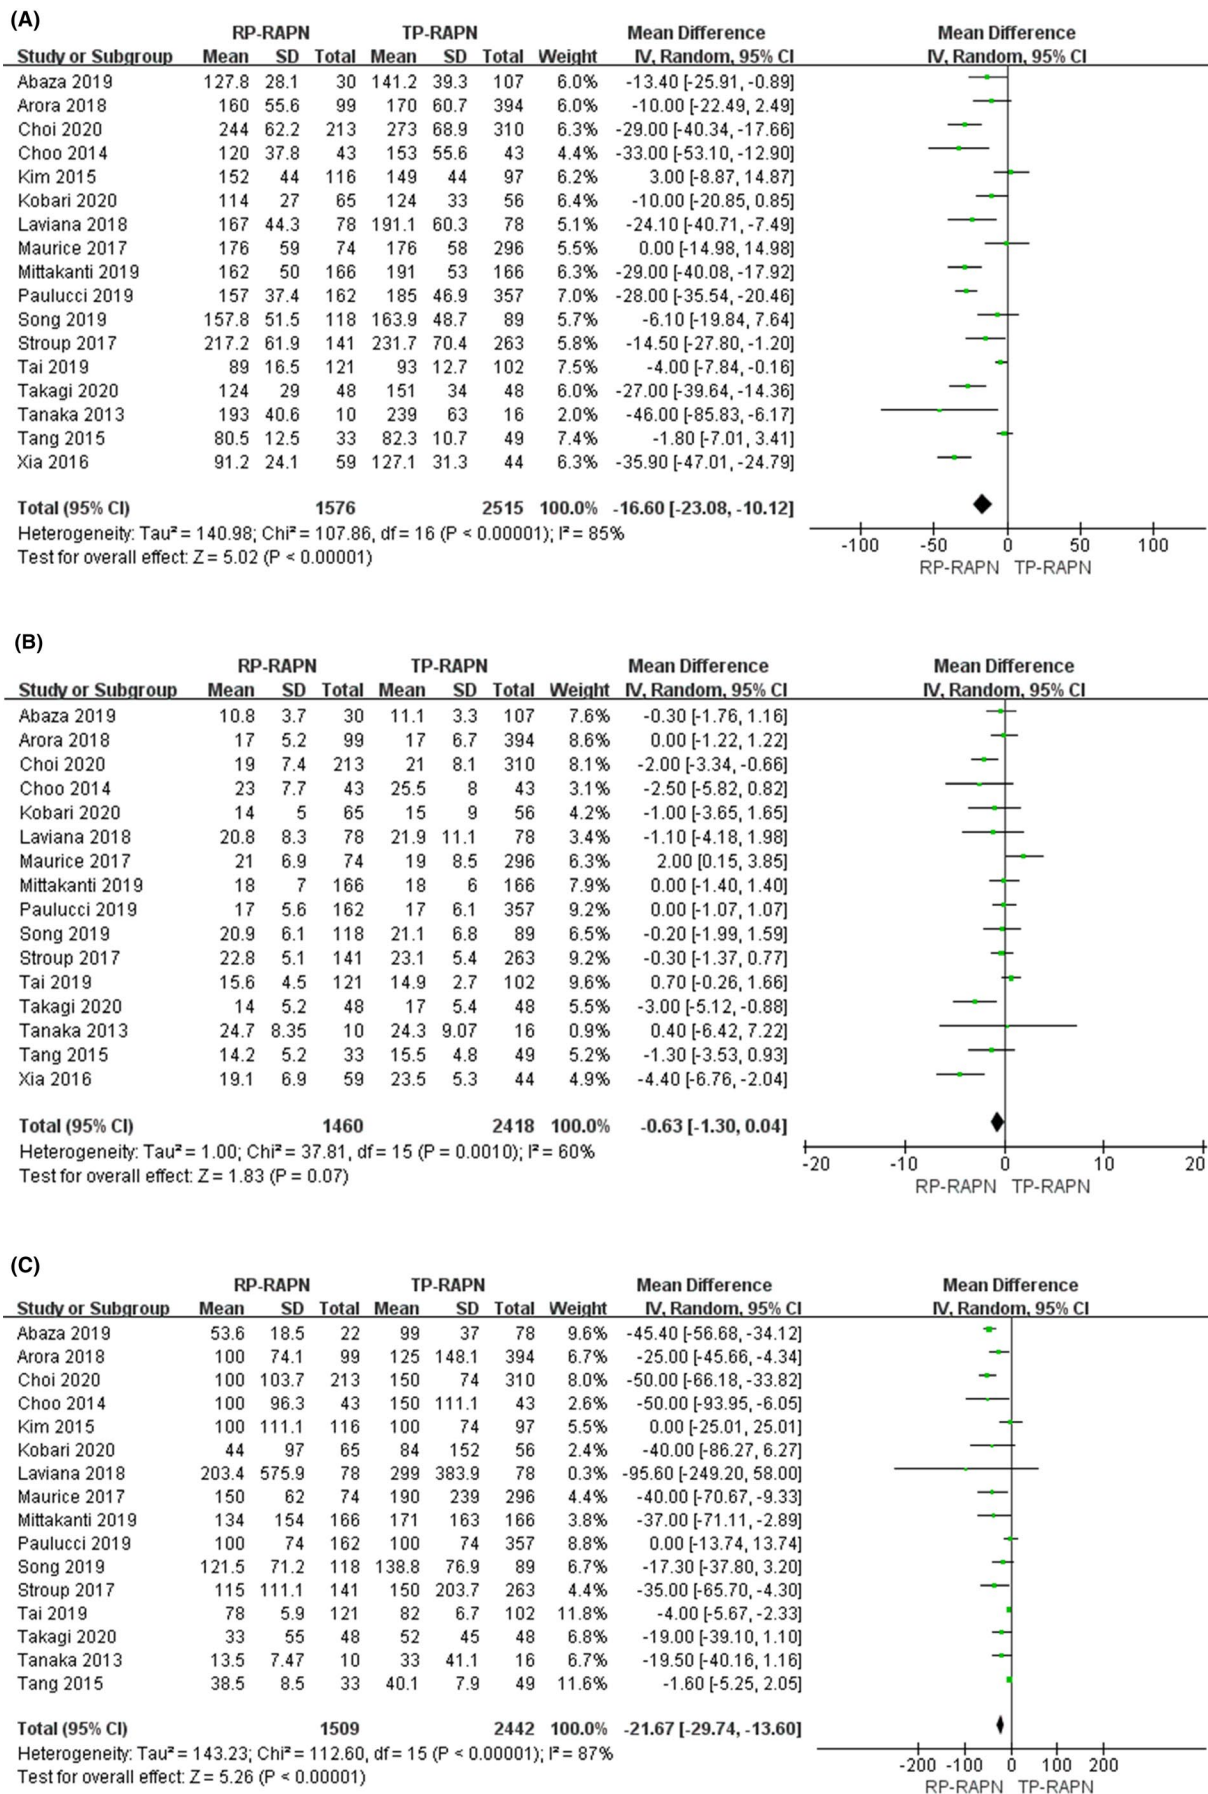 (A)
RP-RAPN TP-RAPN Mean Difference Mean Difference
Study or Subgroup Mean SD Total Mean SD Total Weight IV, Random, 95% CI IV, Random, 95% CI
Abaza 2019 127.8 28.1 30 141.2 39.3 107 6.0% -13.40 [-25.91, -0.89]
Arora 2018 160 55.6 99 170 60.7 394 6.0% -10.00 [-22.49, 2.49]
Choi 2020 244 62.2 213 273 68.9 310 6.3% -29.00 [-40.34, -17.66]
Choo 2014 120 37.8 43 153 55.6 43 4.4% -33.00 [-53.10, -12.90]
Kim 2015 152 44 116 149 44 97 6.2% 3.00 [-8.87, 14.87]
Kobari 2020 114 27 65 124 33 56 6.4% -10.00 [-20.85, 0.85]
Laviana 2018 167 44.3 78 191.1 60.3 78 5.1% -24.10 [-40.71, -7.49]
Maurice 2017 176 59 74 176 58 296 5.5% 0.00 [-14.98, 14.98]
Mittakanti 2019 162 50 166 191 53 166 6.3% -29.00 [-40.08, -17.92]
Paulucci 2019 157 37.4 162 185 46.9 357 7.0% -28.00 [-35.54, -20.46]
Song 2019 157.8 51.5 118 163.9 48.7 89 5.7% -6.10 [-19.84, 7.64]
Stroup 2017 217.2 61.9 141 231.7 70.4 263 5.8% -14.50 [-27.80, -1.20]
Tai 2019 89 16.5 121 93 12.7 102 7.5% -4.00 [-7.84, -0.16]
Takagi 2020 124 29 48 151 34 48 6.0% -27.00 [-39.64, -14.36]
Tanaka 2013 193 40.6 10 239 63 16 2.0% -46.00 [-85.83, -6.17]
Tang 2015 80.5 12.5 33 82.3 10.7 49 7.4% -1.80 [-7.01, 3.41]
Xia 2016 91.2 24.1 59 127.1 31.3 44 6.3% -35.90 [-47.01, -24.79]
Total (95% CI) 1576 2515 100.0% -16.60 [-23.08, -10.12]
Heterogeneity: Tau² = 140.98; Chi² = 107.86, df = 16 (P < 0.00001); I² = 85%
Test for overall effect: Z = 5.02 (P < 0.00001)
-100 -50 0 50 100
RP-RAPN TP-RAPN
(B)
RP-RAPN TP-RAPN Mean Difference Mean Difference
Study or Subgroup Mean SD Total Mean SD Total Weight IV, Random, 95% CI IV, Random, 95% CI
Abaza 2019 10.8 3.7 30 11.1 3.3 107 7.6% -0.30 [-1.76, 1.16]
Arora 2018 17 5.2 99 17 6.7 394 8.6% 0.00 [-1.22, 1.22]
Choi 2020 19 7.4 213 21 8.1 310 8.1% -2.00 [-3.34, -0.66]
Choo 2014 23 7.7 43 25.5 8 43 3.1% -2.50 [-5.82, 0.82]
Kobari 2020 14 5 65 15 9 56 4.2% -1.00 [-3.65, 1.65]
Laviana 2018 20.8 8.3 78 21.9 11.1 78 3.4% -1.10 [-4.18, 1.98]
Maurice 2017 21 6.9 74 19 8.5 296 6.3% 2.00 [0.15, 3.85]
Mittakanti 2019 18 7 166 18 6 166 7.9% 0.00 [-1.40, 1.40]
Paulucci 2019 17 5.6 162 17 6.1 357 9.2% 0.00 [-1.07, 1.07]
Song 2019 20.9 6.1 118 21.1 6.8 89 6.5% -0.20 [-1.99, 1.59]
Stroup 2017 22.8 5.1 141 23.1 5.4 263 9.2% -0.30 [-1.37, 0.77]
Tai 2019 15.6 4.5 121 14.9 2.7 102 9.6% 0.70 [-0.26, 1.66]
Takagi 2020 14 5.2 48 17 5.4 48 5.5% -3.00 [-5.12, -0.88]
Tanaka 2013 24.7 8.35 10 24.3 9.07 16 0.9% 0.40 [-6.42, 7.22]
Tang 2015 14.2 5.2 33 15.5 4.8 49 5.2% -1.30 [-3.53, 0.93]
Xia 2016 19.1 6.9 59 23.5 5.3 44 4.9% -4.40 [-6.76, -2.04]
Total (95% CI) 1460 2418 100.0% -0.63 [-1.30, 0.04]
Heterogeneity: Tau² = 1.00; Chi² = 37.81, df = 15 (P = 0.0010); I² = 60%
Test for overall effect: Z = 1.83 (P = 0.07)
-20 -10 0 10 20
RP-RAPN TP-RAPN
(C)
RP-RAPN TP-RAPN Mean Difference Mean Difference
Study or Subgroup Mean SD Total Mean SD Total Weight IV, Random, 95% CI IV, Random, 95% CI
Abaza 2019 53.6 18.5 22 99 37 78 9.6% -45.40 [-56.68, -34.12]
Arora 2018 100 74.1 99 125 148.1 394 6.7% -25.00 [-45.66, -4.34]
Choi 2020 100 103.7 213 150 74 310 8.0% -50.00 [-66.18, -33.82]
Choo 2014 100 96.3 43 150 111.1 43 2.6% -50.00 [-93.95, -6.05]
Kim 2015 100 111.1 116 100 74 97 5.5% 0.00 [-25.01, 25.01]
Kobari 2020 44 97 65 84 152 56 2.4% -40.00 [-86.27, 6.27]
Laviana 2018 203.4 575.9 78 299 383.9 78 0.3% -95.60 [-249.20, 58.00]
Maurice 2017 150 62 74 190 239 296 4.4% -40.00 [-70.67, -9.33]
Mittakanti 2019 134 154 166 171 163 166 3.8% -37.00 [-71.11, -2.89]
Paulucci 2019 100 74 162 100 74 357 8.8% 0.00 [-13.74, 13.74]
Song 2019 121.5 71.2 118 138.8 76.9 89 6.7% -17.30 [-37.80, 3.20]
Stroup 2017 115 111.1 141 150 203.7 263 4.4% -35.00 [-65.70, -4.30]
Tai 2019 78 5.9 121 82 6.7 102 11.8% -4.00 [-5.67, -2.33]
Takagi 2020 33 55 48 52 45 48 6.8% -19.00 [-39.10, 1.10]
Tanaka 2013 13.5 7.47 10 33 41.1 16 6.7% -19.50 [-40.16, 1.16]
Tang 2015 38.5 8.5 33 40.1 7.9 49 11.6% -1.60 [-5.25, 2.05]
Total (95% CI) 1509 2442 100.0% -21.67 [-29.74, -13.60]
Heterogeneity: Tau² = 143.23; Chi² = 112.60, df = 15 (P < 0.00001); I² = 87%
Test for overall effect: Z = 5.26 (P < 0.00001)
-200 -100 0 100 200
RP-RAPN TP-RAPN